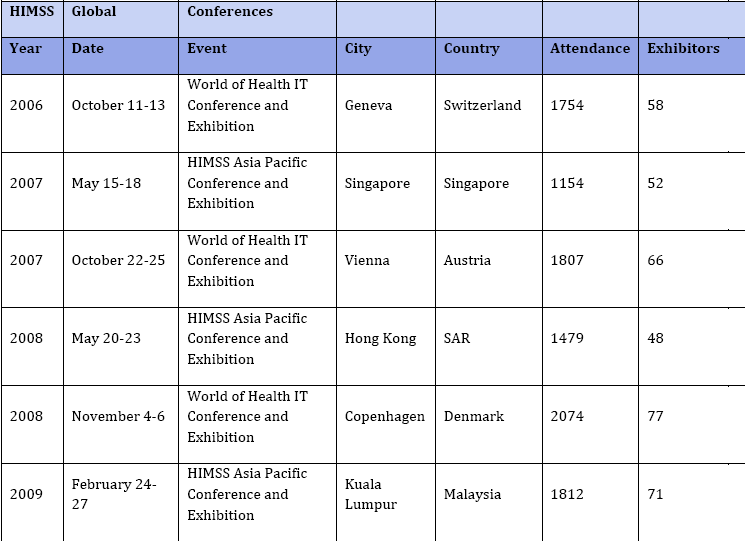 HIMSS Global Conferences
Year Date Event City Country Attendance Exhibitors
2006 October 11-13 World of Health IT Conference and Exhibition Geneva Switzerland 1754 58
2007 May 15-18 HIMSS Asia Pacific Conference and Exhibition Singapore Singapore 1154 52
2007 October 22-25 World of Health IT Conference and Exhibition Vienna Austria 1807 66
2008 May 20-23 HIMSS Asia Pacific Conference and Exhibition Hong Kong SAR 1479 48
2008 November 4-6 World of Health IT Conference and Exhibition Copenhagen Denmark 2074 77
2009 February 24-27 HIMSS Asia Pacific Conference and Exhibition Kuala Lumpur Malaysia 1812 71